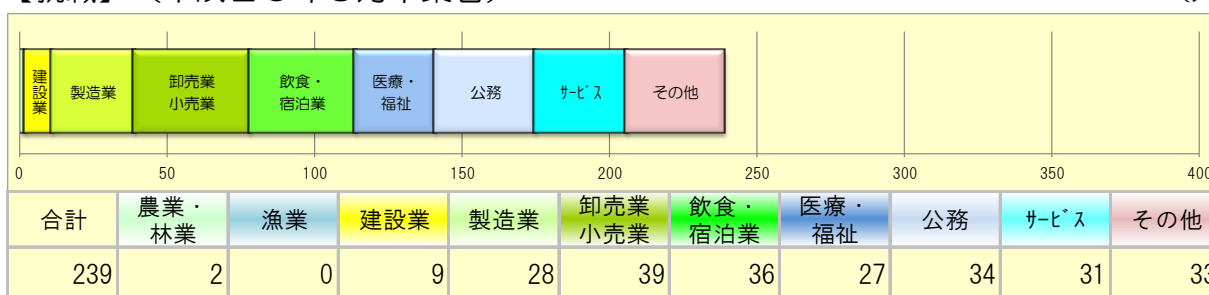 建設業
製造業
卸売業
小売業
飲食・
宿泊業
医療・
福祉
公務
ｻｰﾋﾞｽ
その他
0 50 100 150 200 250 300 350 400
合計 農業・林業 漁業 建設業 製造業 卸売業小売業 飲食・宿泊業 医療・福祉 公務 ｻｰﾋﾞｽ その他
239 2 0 9 28 39 36 27 34 31 33